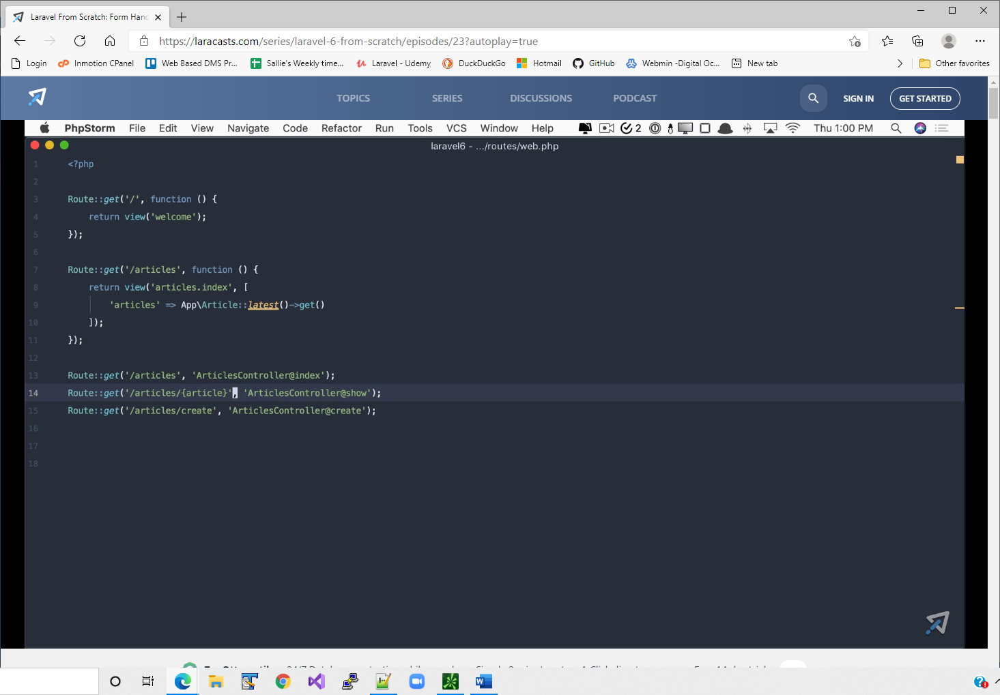 Laravel From Scratch: Form Hand
https://laracasts.com/series/laravel-6-from-scratch/episodes/23?autoplay=true
Login Inmotion CPanel Web Based DMS Pr... Sallie's Weekly time... Laravel - Udemy DuckDuckGo Hotmail GitHub Webmin -Digital Oc... New tab Other favorites
TOPICS SERIES DISCUSSIONS PODCAST SIGN IN GET STARTED
PhpStorm File Edit View Navigate Code Refactor Run Tools VCS Window Help 2 Thu 1:00 PM
laravel6 - .../routes/web.php
1 <?php
2
3 Route::get('/', function () {
4 return view('welcome');
5 });
6
7 Route::get('/articles', function () {
8 return view('articles.index', [
9 'articles' => App\Article::latest()->get()
10 ]);
11 });
12
13 Route::get('/articles', 'ArticlesController@index');
14 Route::get('/articles/{article}', 'ArticlesController@show');
15 Route::get('/articles/create', 'ArticlesController@create');
16
17
18